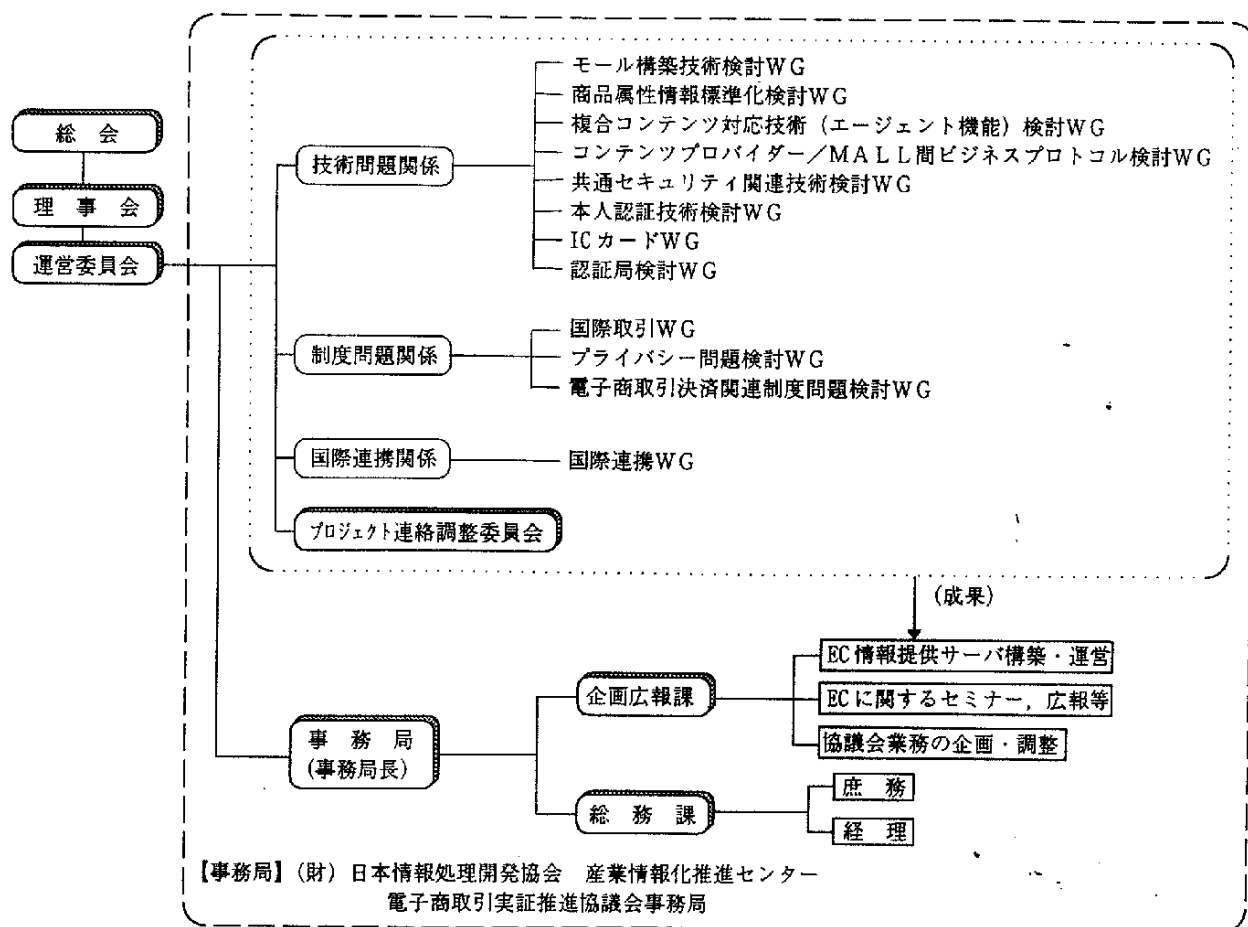 総会
理事会
運営委員会
技術問題関係
モール構築技術検討WG
商品属性情報標準化検討WG
複合コンテンツ対応技術（エージェント機能）検討WG
コンテンツプロバイダー／MALL間ビジネスプロトコル検討WG
共通セキュリティ関連技術検討WG
本人認証技術検討WG
ICカードWG
認証局検討WG
制度問題関係
国際取引WG
プライバシー問題検討WG
電子商取引決済関連制度問題検討WG
国際連携関係
国際連携WG
プロジェクト連絡調整委員会
(成果)
事務局
(事務局長)
企画広報課
EC情報提供サーバ構築・運営
ECに関するセミナー，広報等
協議会業務の企画・調整
総務課
庶務
経理
【事務局】（財）日本情報処理開発協会　産業情報化推進センター
電子商取引実証推進協議会事務局